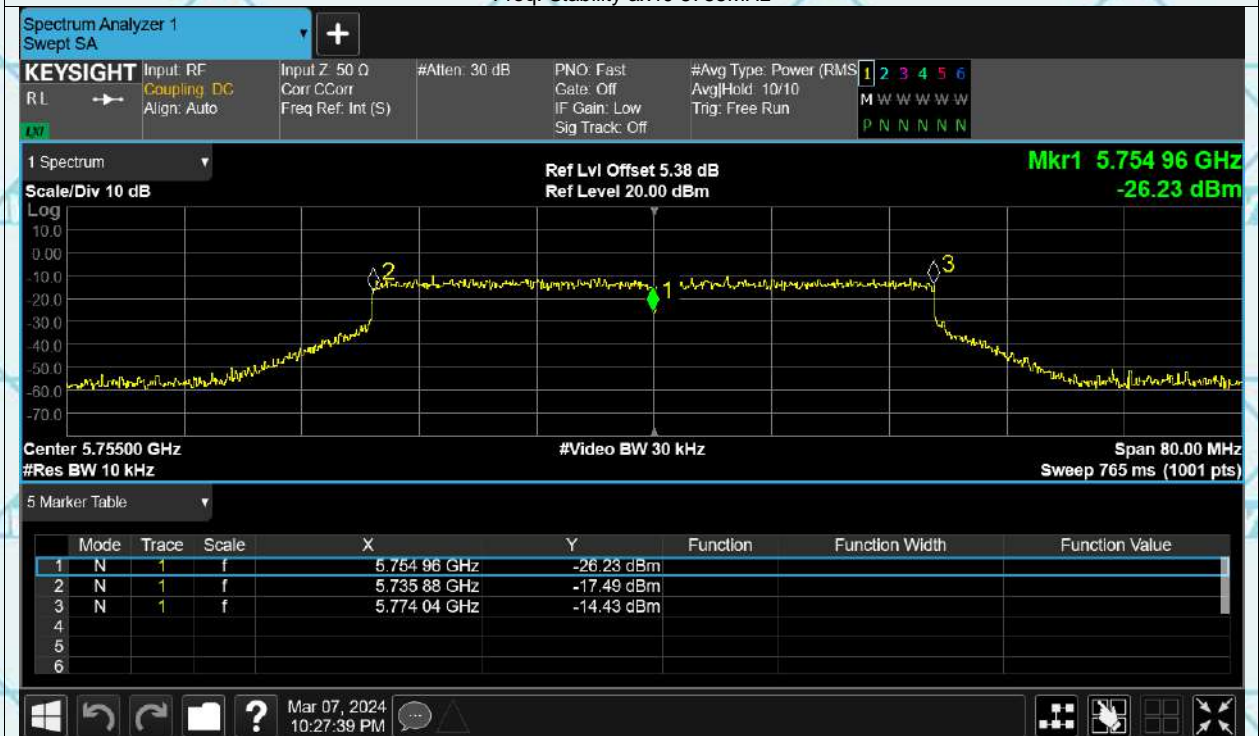 Spectrum Analyzer 1
Swept SA
+
KEYSIGHT Input: RF Input Z: 50 Ω #Atten: 30 dB PNO: Fast #Avg Type: Power (RMS 1 2 3 4 5 6
RL Coupling: DC Corr CCorr Gate: Off Avg|Hold: 10/10 M W W W W W
Align: Auto Freq Ref: Int (S) IF Gain: Low Trig: Free Run
LXI Sig Track: Off P N N N N N
1 Spectrum Ref Lvl Offset 5.38 dB Mkr1 5.754 96 GHz
Scale/Div 10 dB Ref Level 20.00 dBm -26.23 dBm
Log
10.0
0.00
-10.0
-20.0
-30.0
-40.0
-50.0
-60.0
-70.0
2
1
3
Center 5.75500 GHz #Video BW 30 kHz Span 80.00 MHz
#Res BW 10 kHz Sweep 765 ms (1001 pts)
5 Marker Table
Mode Trace Scale X Y Function Function Width Function Value
1 N 1 f 5.754 96 GHz -26.23 dBm
2 N 1 f 5.735 88 GHz -17.49 dBm
3 N 1 f 5.774 04 GHz -14.43 dBm
4
5
6
? Mar 07, 2024
10:27:39 PM